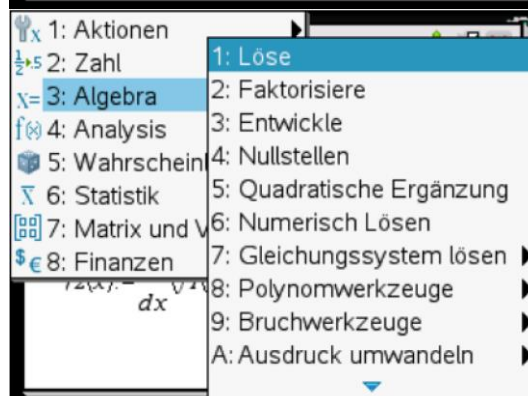 1: Aktionen
2: Zahl
3: Algebra
4: Analysis
5: Wahrschein
6: Statistik
7: Matrix und V
8: Finanzen
1: Löse
2: Faktorisiere
3: Entwickle
4: Nullstellen
5: Quadratische Ergänzung
6: Numerisch Lösen
7: Gleichungssystem lösen
8: Polynomwerkzeuge
9: Bruchwerkzeuge
A: Ausdruck umwandeln
dx